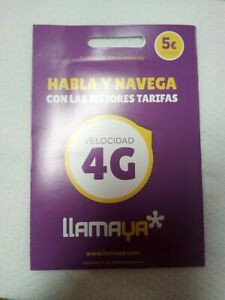 5€
HABLA Y NAVEGA
CON LAS MEJORES TARIFAS
VELOCIDAD
4G
llamaya*
www.llamaya.com